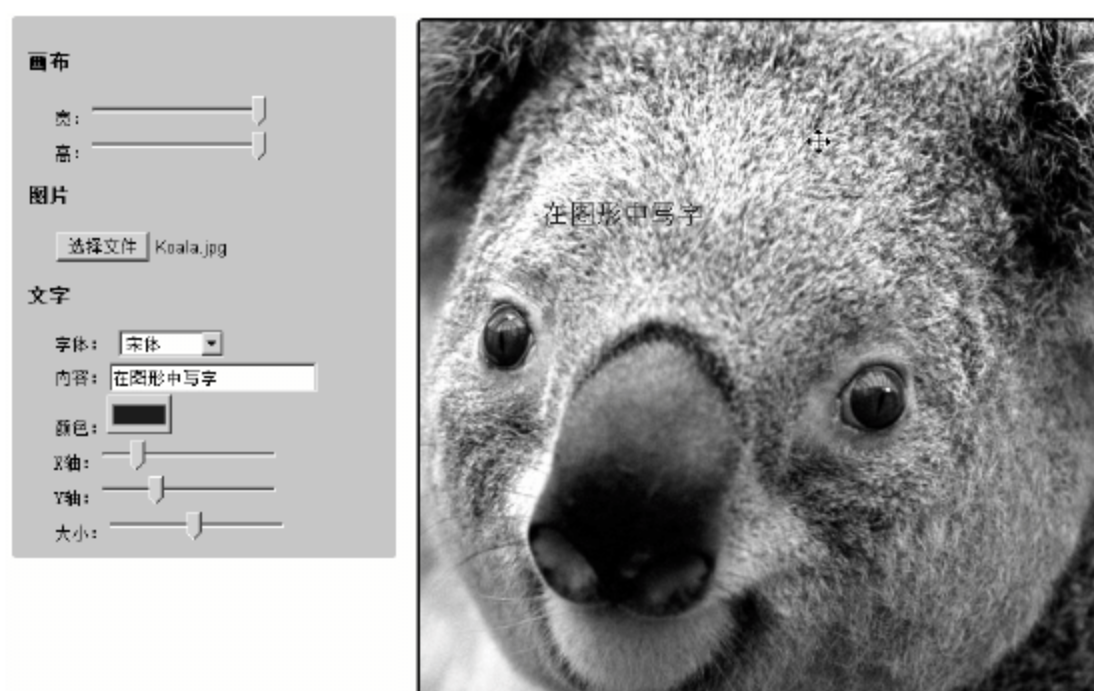 画布
宽:
高:
图片
选择文件 Koala.jpg
文字
字体: 宋体
内容: 在图形中写字
颜色:
X轴:
Y轴:
大小:
在图形中写字